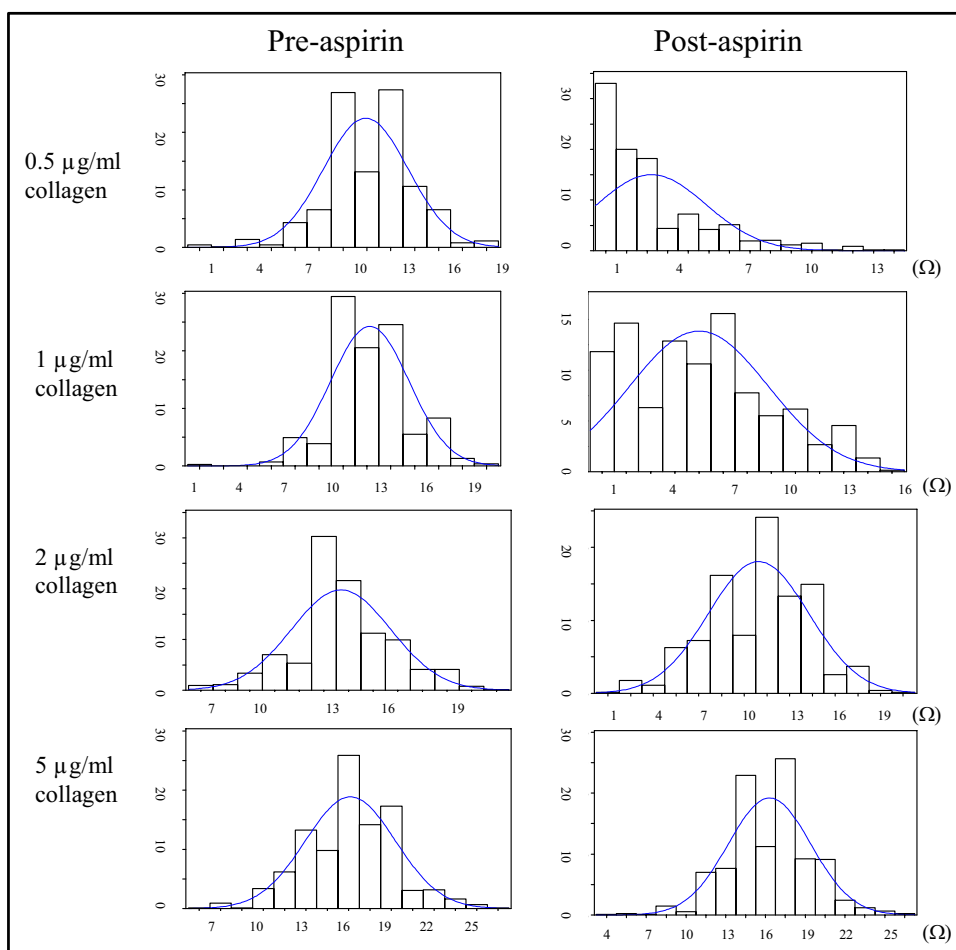 Pre-aspirin
Post-aspirin
0.5 µg/ml
collagen
30
20
10
0
1 4 7 10 13 16 19
30
20
10
0
1 4 7 10 13 (Ω)
1 µg/ml
collagen
30
20
10
0
1 4 7 10 13 16 19
15
10
5
0
1 4 7 10 13 16 (Ω)
2 µg/ml
collagen
30
20
10
0
7 10 13 16 19
20
10
0
1 4 7 10 13 16 19 (Ω)
5 µg/ml
collagen
30
20
10
0
7 10 13 16 19 22 25
30
20
10
0
4 7 10 13 16 19 22 25 (Ω)